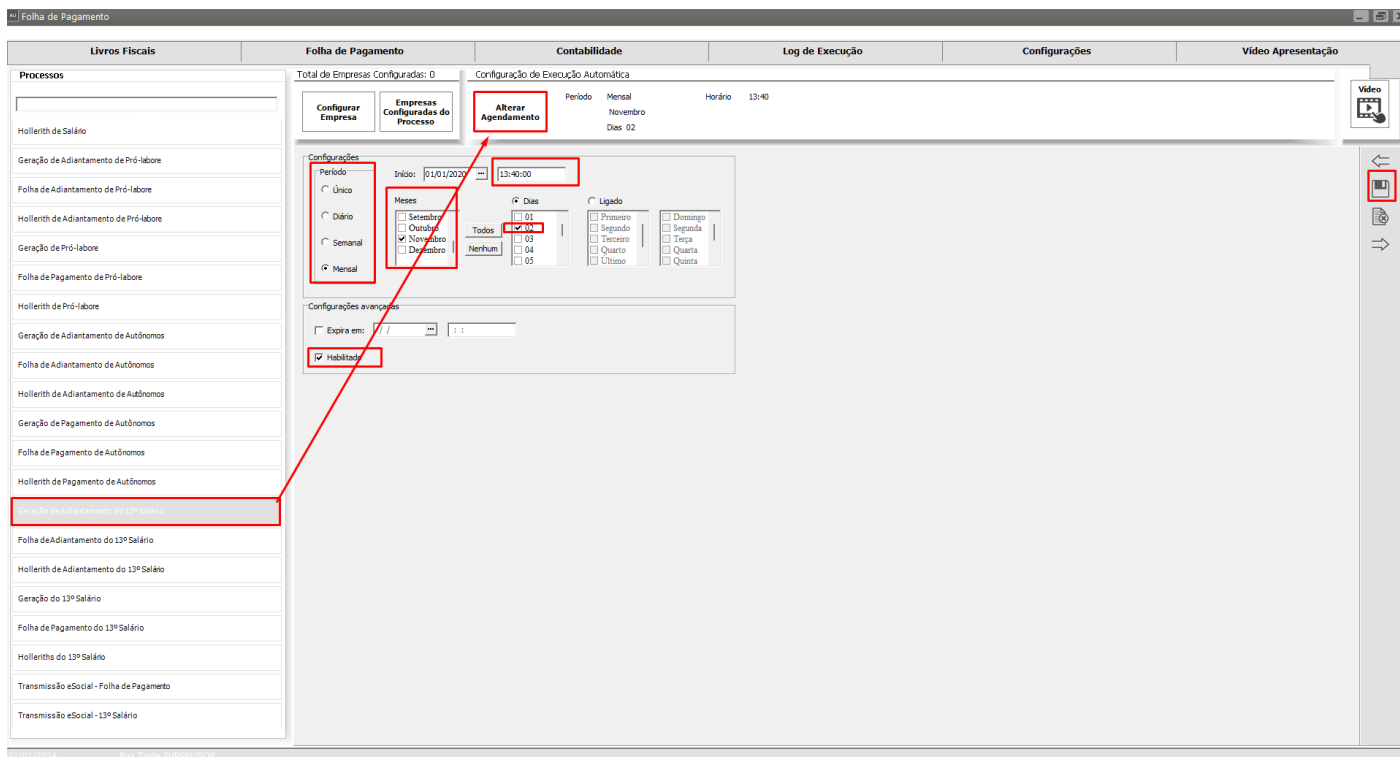 AU Folha de Pagamento
Livros Fiscais Folha de Pagamento Contabilidade Log de Execução Configurações Vídeo Apresentação
Processos
Hollerith de Salário
Geração de Adiantamento de Pró-labore
Folha de Adiantamento de Pró-labore
Hollerith de Adiantamento de Pró-labore
Geração de Pró-labore
Folha de Pagamento de Pró-labore
Hollerith de Pró-labore
Geração de Adiantamento de Autônomos
Folha de Adiantamento de Autônomos
Hollerith de Adiantamento de Autônomos
Geração de Pagamento de Autônomos
Folha de Pagamento de Autônomos
Hollerith de Pagamento de Autônomos
Geração de Adiantamento do 13º Salário
Folha de Adiantamento do 13º Salário
Hollerith de Adiantamento do 13º Salário
Geração do 13º Salário
Folha de Pagamento do 13º Salário
Holleriths do 13º Salário
Transmissão eSocial - Folha de Pagamento
Transmissão eSocial - 13º Salário
Total de Empresas Configuradas: 0
Configurar
Empresa
Empresas
Configuradas do
Processo
Configuração de Execução Automática
Alterar
Agendamento
Período Mensal Horário 13:40
Novembro
Dias 02
Vídeo
Configurações
Período
Único
Diário
Semanal
Mensal
Início: 01/01/2020 ... 13:40:00
Meses
Setembro
Outubro
Novembro
Dezembro
Todos
Nenhum
Dias
01
02
03
04
05
Ligado
Primeiro
Segundo
Terceiro
Quarto
Último
Domingo
Segunda
Terça
Quarta
Quinta
Configurações avançadas
Expira em: / / ... : :
Habilitado